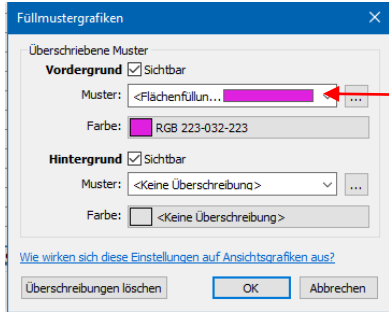 Füllmustergrafiken
Überschriebene Muster
Vordergrund Sichtbar
Muster: <Flächenfüllun...
...
Farbe: RGB 223-032-223
Hintergrund Sichtbar
Muster: <Keine Überschreibung>
...
Farbe: <Keine Überschreibung>
Wie wirken sich diese Einstellungen auf Ansichtsgrafiken aus?
Überschreibungen löschen OK Abbrechen